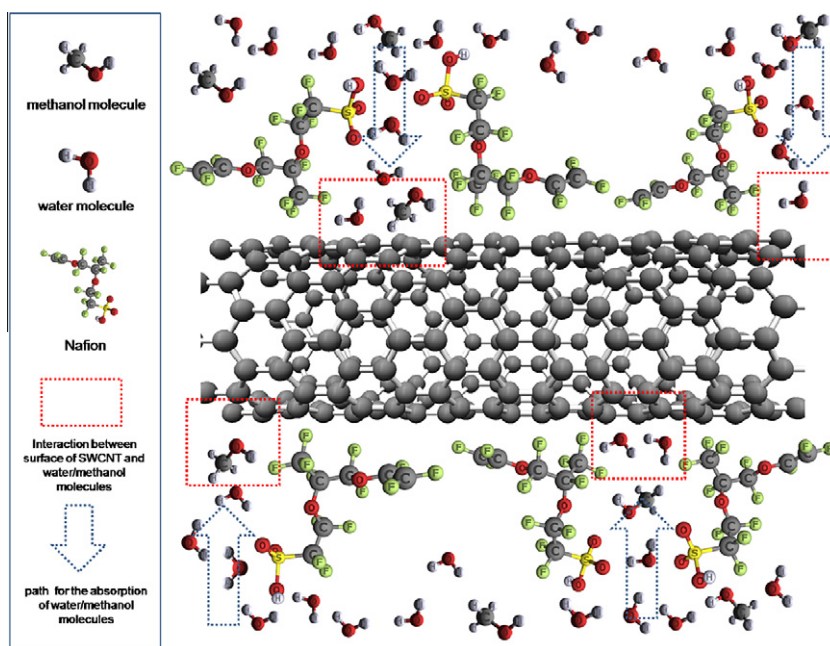 methanol molecule
water molecule
Nafion
Interaction between
surface of SWCNT and
water/methanol
molecules
path for the absorption
of water/methanol
molecules